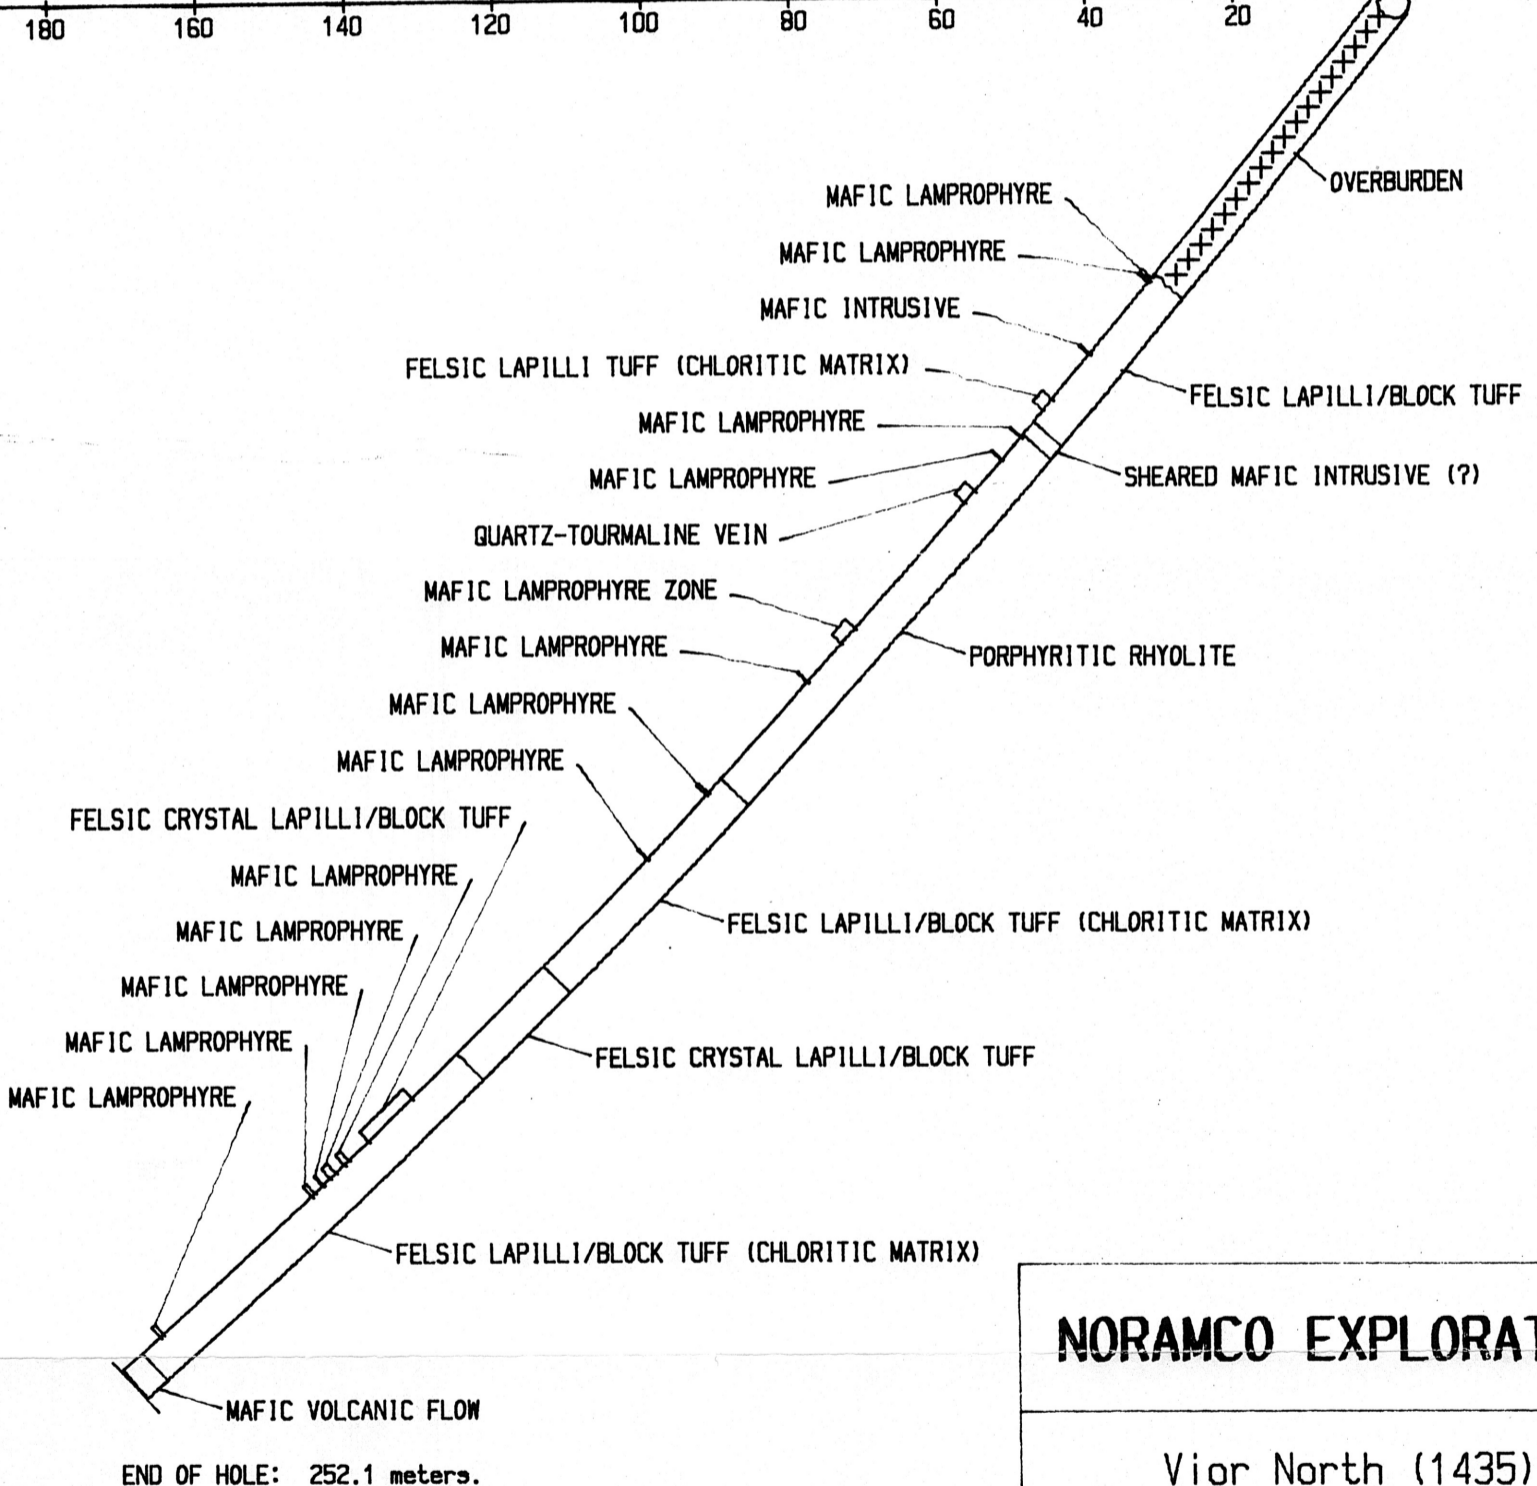 180 160 140 120 100 80 60 40 20
OVERBURDEN
MAFIC LAMPROPHYRE
MAFIC LAMPROPHYRE
MAFIC INTRUSIVE
FELSIC LAPILLI TUFF (CHLORITIC MATRIX)
FELSIC LAPILLI/BLOCK TUFF
MAFIC LAMPROPHYRE
MAFIC LAMPROPHYRE
SHEARED MAFIC INTRUSIVE (?)
QUARTZ-TOURMALINE VEIN
MAFIC LAMPROPHYRE ZONE
MAFIC LAMPROPHYRE
PORPHYRITIC RHYOLITE
MAFIC LAMPROPHYRE
MAFIC LAMPROPHYRE
FELSIC CRYSTAL LAPILLI/BLOCK TUFF
MAFIC LAMPROPHYRE
FELSIC LAPILLI/BLOCK TUFF (CHLORITIC MATRIX)
MAFIC LAMPROPHYRE
MAFIC LAMPROPHYRE
MAFIC LAMPROPHYRE
FELSIC CRYSTAL LAPILLI/BLOCK TUFF
MAFIC LAMPROPHYRE
FELSIC LAPILLI/BLOCK TUFF (CHLORITIC MATRIX)
NORAMCO EXPLORAT
MAFIC VOLCANIC FLOW
Vior North (1435)
END OF HOLE: 252.1 meters.